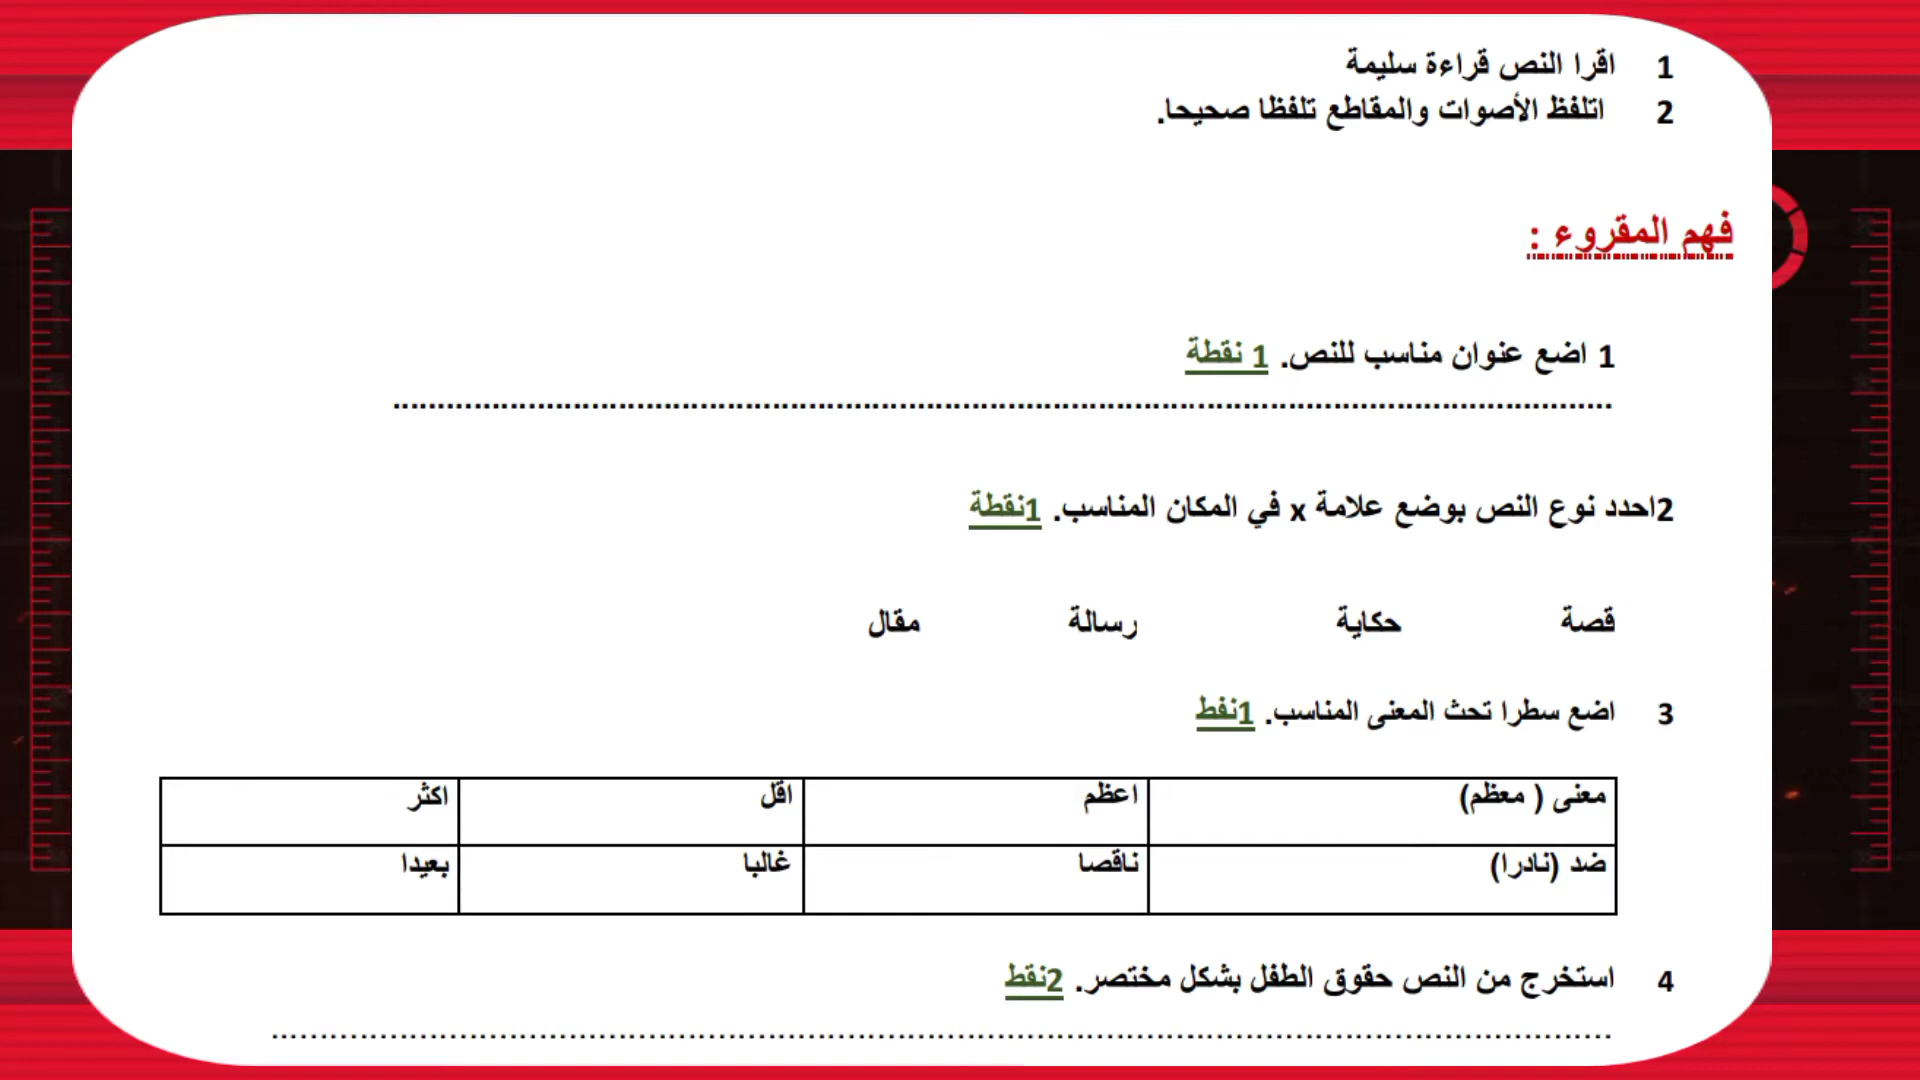 1 اقرا النص قراءة سليمة
2 اتلفظ الأصوات والمقاطع تلفظا صحيحا.
فهم المقروء :
1 اضع عنوان مناسب للنص. 1 نقطة
2احدد نوع النص بوضع علامة x في المكان المناسب. 1نقطة
قصة حكاية رسالة مقال
3 اضع سطرا تحث المعنى المناسب. 1نفط
معنى ( معظم) اعظم اقل اكثر
ضد (نادرا) ناقصا غالبا بعيدا
4 استخرج من النص حقوق الطفل بشكل مختصر. 2نقط